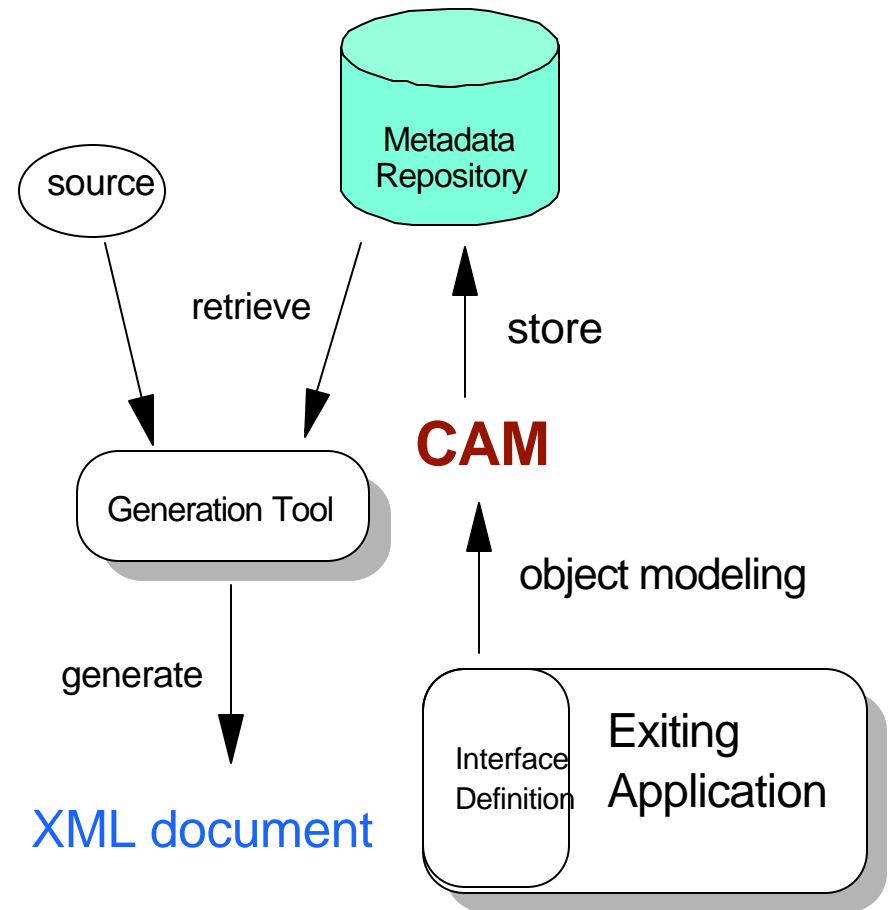 Metadata
Repository
source
retrieve
store
CAM
Generation Tool
object modeling
generate
Interface
Definition
Exiting
Application
XML document